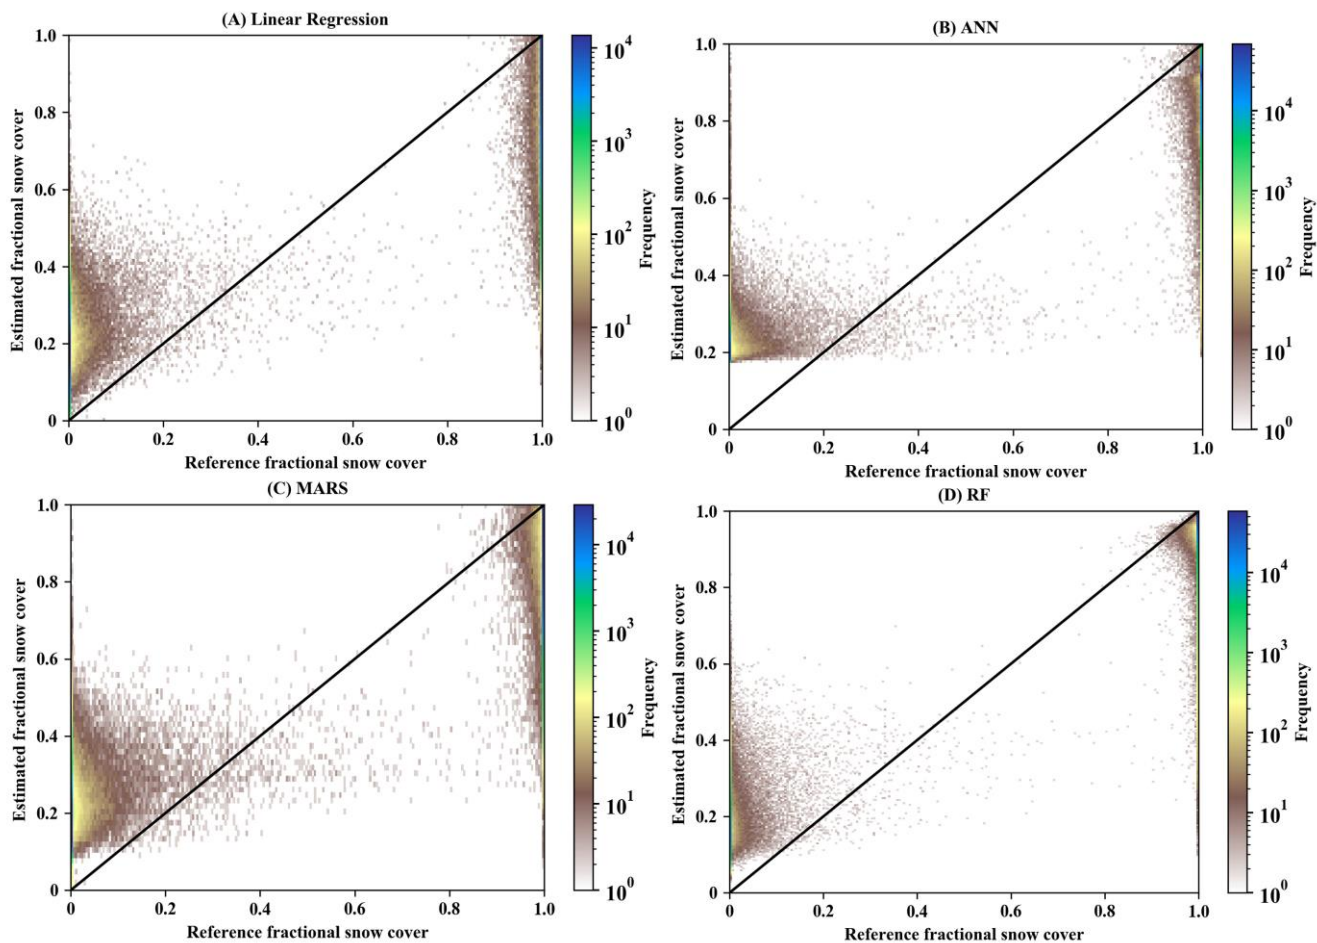 (A) Linear Regression
Estimated fractional snow cover
1.0
0.8
0.6
0.4
0.2
0
0 0.2 0.4 0.6 0.8 1.0
Reference fractional snow cover
10^4
10^3
10^2
10^1
10^0
Frequency
(B) ANN
Estimated fractional snow cover
1.0
0.8
0.6
0.4
0.2
0
0 0.2 0.4 0.6 0.8 1.0
Reference fractional snow cover
10^4
10^3
10^2
10^1
10^0
Frequency
(C) MARS
Estimated fractional snow cover
1.0
0.8
0.6
0.4
0.2
0
0 0.2 0.4 0.6 0.8 1.0
Reference fractional snow cover
10^4
10^3
10^2
10^1
10^0
Frequency
(D) RF
Estimated fractional snow cover
1.0
0.8
0.6
0.4
0.2
0
0 0.2 0.4 0.6 0.8 1.0
Reference fractional snow cover
10^4
10^3
10^2
10^1
10^0
Frequency